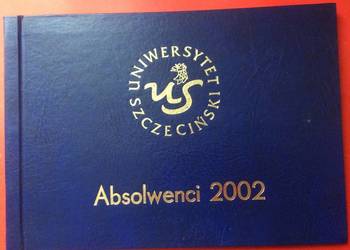 UNIWERSYTET
SZCZECIŃSKI
US
Absolwenci 2002